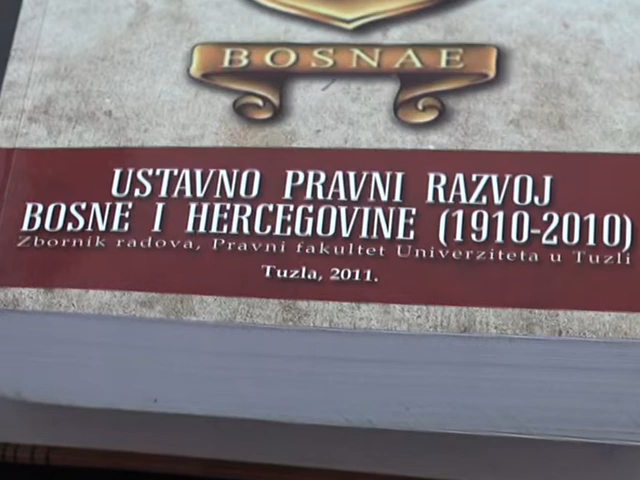 BOSNAE
USTAVNO PRAVNI RAZVOJ
BOSNE I HERCEGOVINE (1910-2010)
Zbornik radova, Pravni fakultet Univerziteta u Tuzli
Tuzla, 2011.